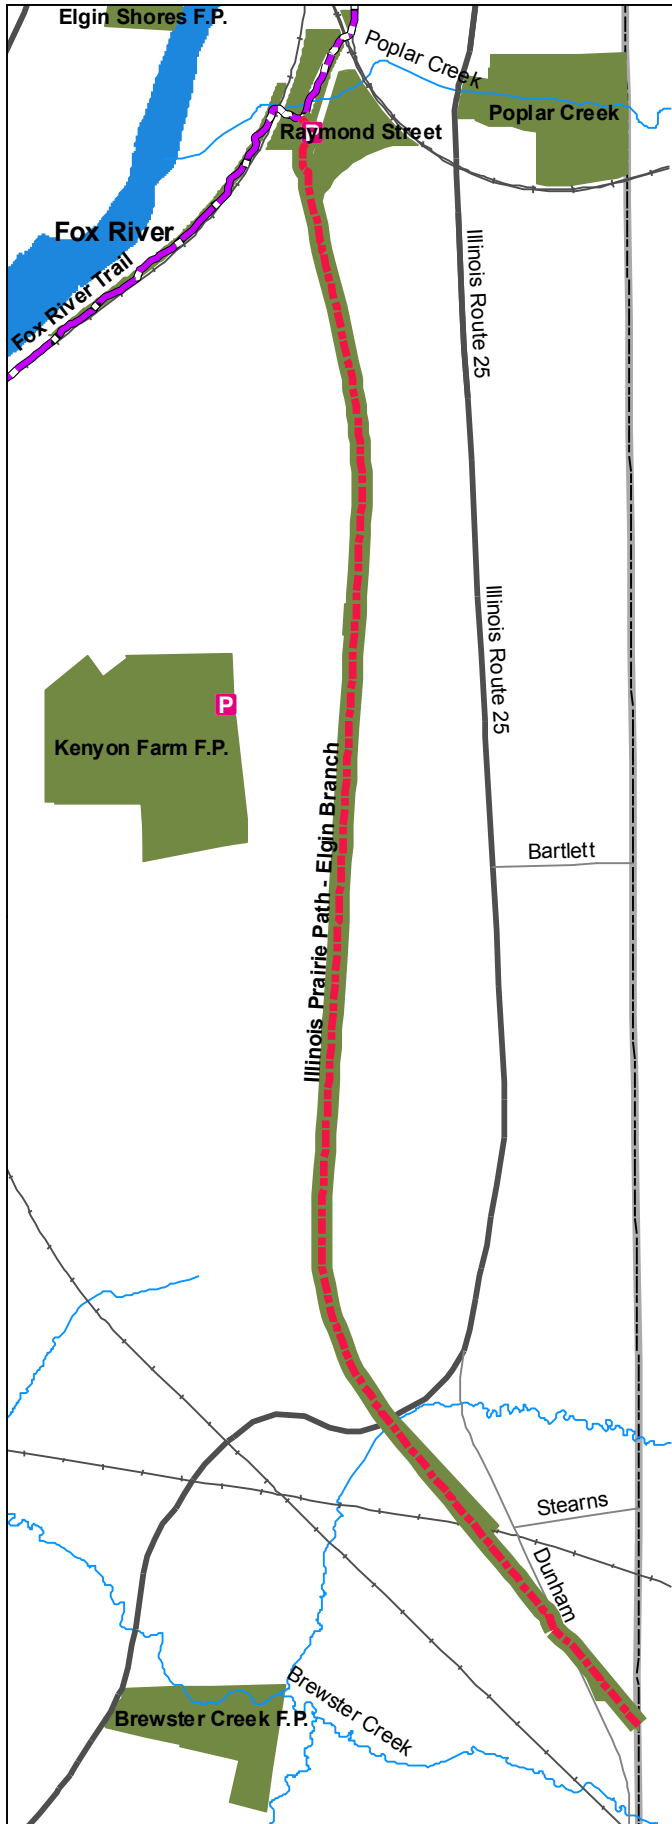 Elgin Shores F.P.
Poplar Creek
Poplar Creek
P
Raymond Street
Fox River
Fox River Trail
Illinois Route 25
Illinois Route 25
P
Kenyon Farm F.P.
Illinois Prairie Path - Elgin Branch
Bartlett
Stearns
Dunham
Brewster Creek
Brewster Creek F.P.